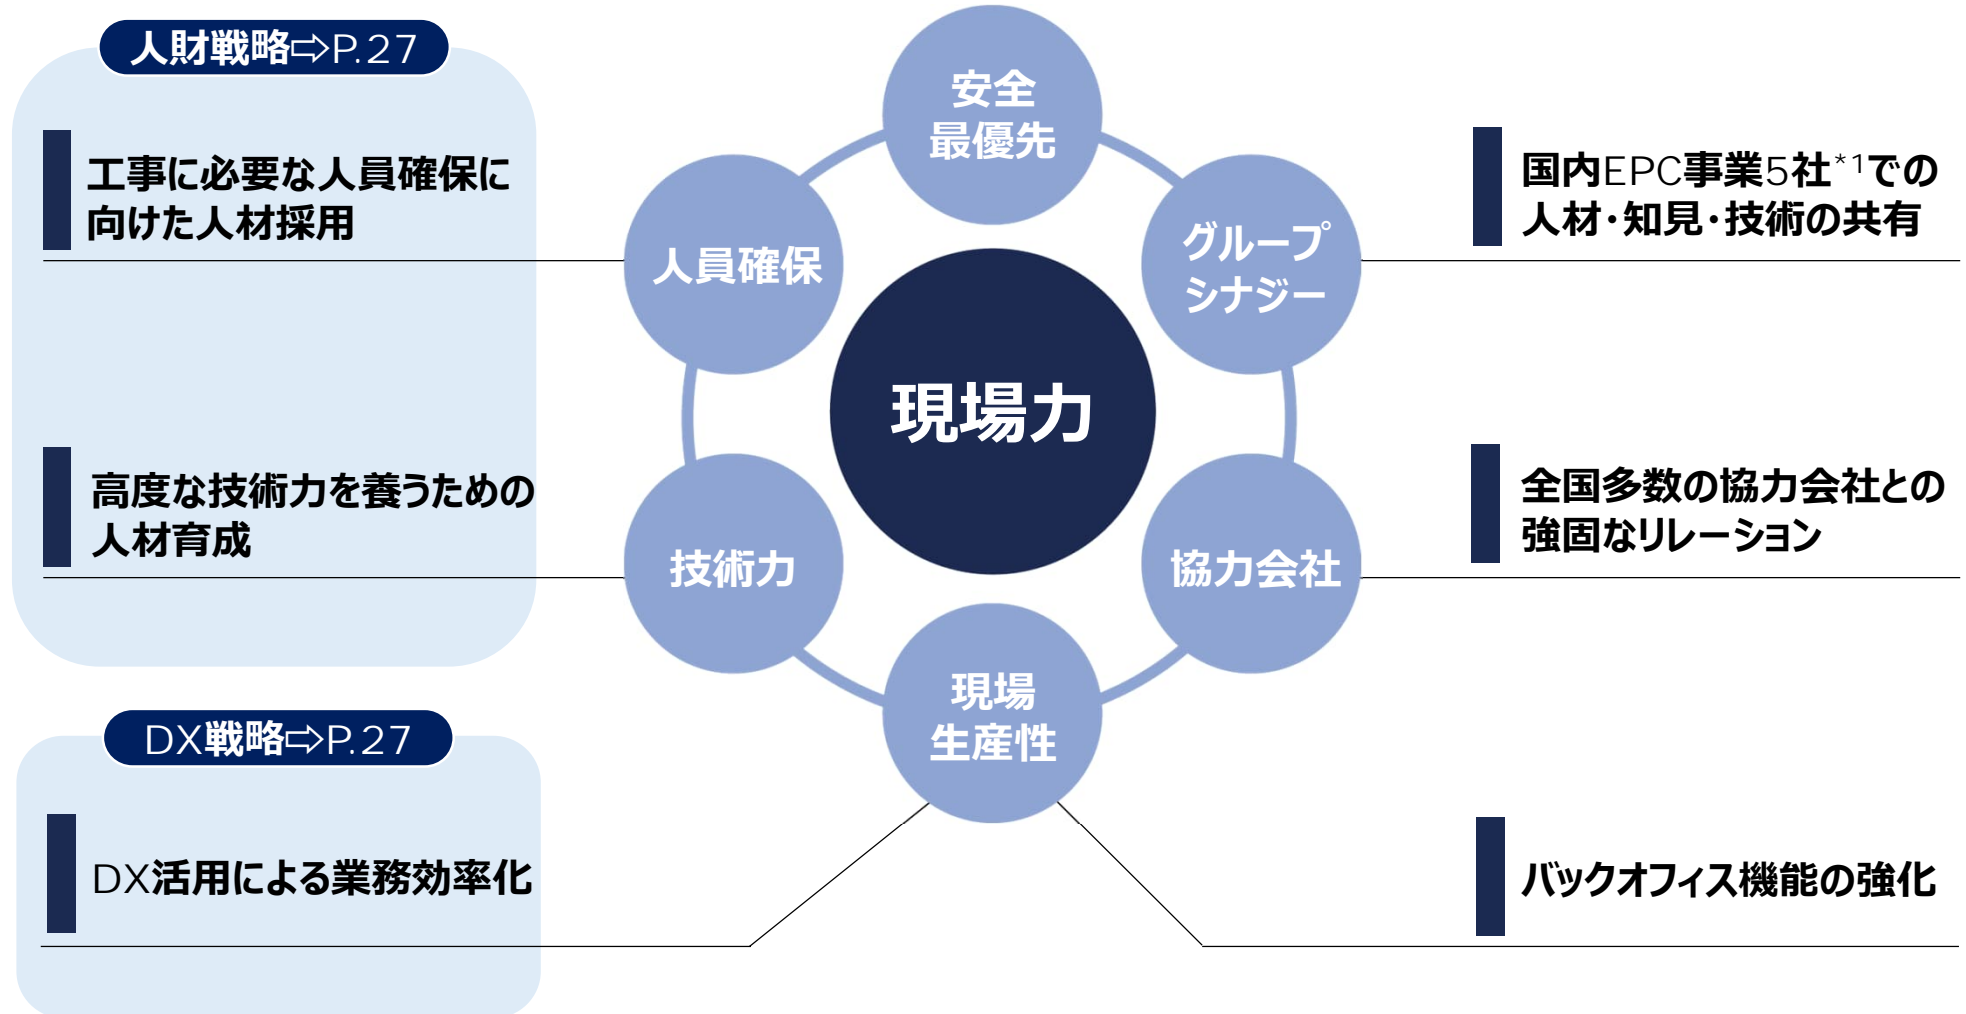 人財戦略⇨P.27
工事に必要な人員確保に
向けた人材採用
高度な技術力を養うための
人材育成
DX戦略⇨P.27
DX活用による業務効率化
安全
最優先
人員確保
グループ
シナジー
現場力
技術力
協力会社
現場
生産性
国内EPC事業5社*1での
人材・知見・技術の共有
全国多数の協力会社との
強固なリレーション
バックオフィス機能の強化